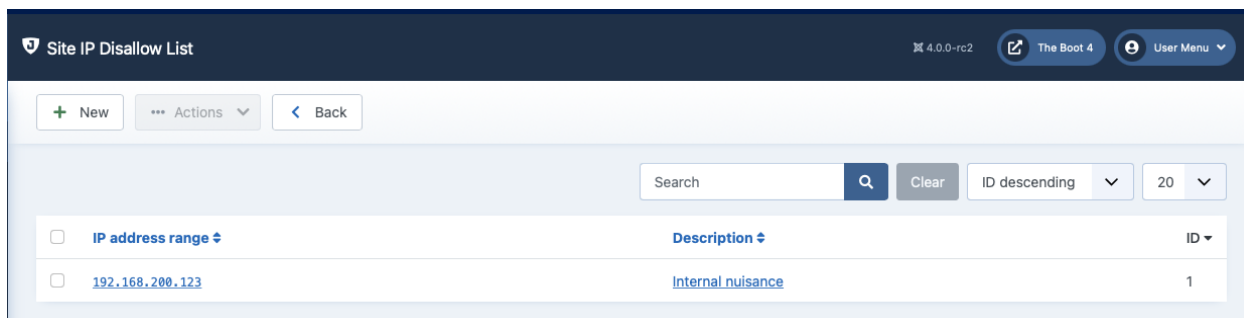 Site IP Disallow List 4.0.0-rc2 The Boot 4 User Menu
+ New ... Actions Back
Search Clear ID descending 20
IP address range Description ID
192.168.200.123 Internal nuisance 1